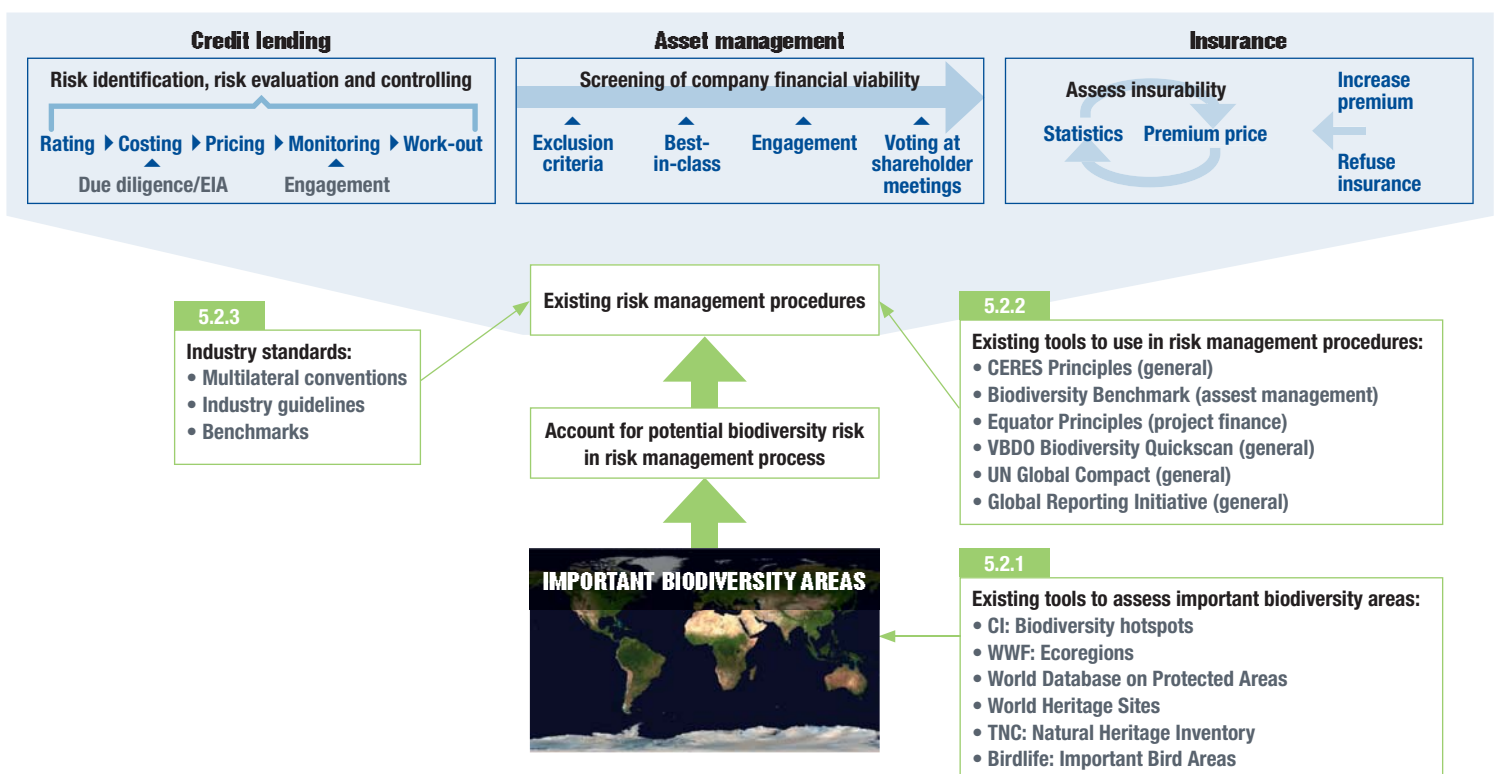 Credit lending
Risk identification, risk evaluation and controlling
Rating Costing Pricing Monitoring Work-out
Due diligence/EIA Engagement
Asset management
Screening of company financial viability
Exclusion
criteria
Best-
in-class
Engagement
Voting at
shareholder
meetings
Insurance
Assess insurability
Statistics Premium price
Increase
premium
Refuse
insurance
Existing risk management procedures
5.2.3
Industry standards:
• Multilateral conventions
• Industry guidelines
• Benchmarks
5.2.2
Existing tools to use in risk management procedures:
• CERES Principles (general)
• Biodiversity Benchmark (assest management)
• Equator Principles (project finance)
• VBDO Biodiversity Quickscan (general)
• UN Global Compact (general)
• Global Reporting Initiative (general)
Account for potential biodiversity risk
in risk management process
IMPORTANT BIODIVERSITY AREAS
5.2.1
Existing tools to assess important biodiversity areas:
• CI: Biodiversity hotspots
• WWF: Ecoregions
• World Database on Protected Areas
• World Heritage Sites
• TNC: Natural Heritage Inventory
• Birdlife: Important Bird Areas